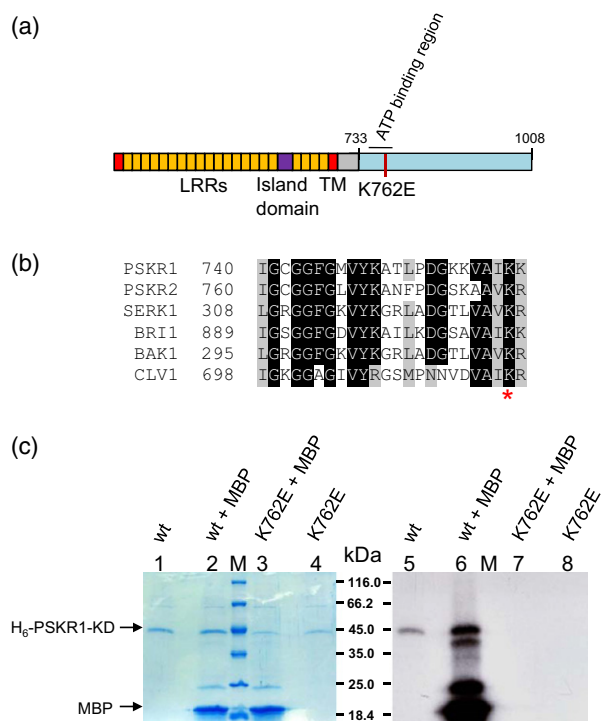 (a)
ATP binding region
733
1008
LRRs Island domain TM K762E
(b)
PSKR1 740 IGCGGFGMVYKATLPDGKKVAIKK
PSKR2 760 IGCGGFGLVYKANFPDGSKAAVKR
SERK1 308 LGRGGFGKVYKGRLADGTLVAVKR
BRI1 889 IGSGGFGDVYKAILKDGSAVAIKK
BAK1 295 LGRGGFGKVYKGRLADGTLVAVKR
CLV1 698 IGKGGAGIVYRGSMPNNVDVAIKR
*
(c)
wt wt + MBP K762E + MBP K762E wt wt + MBP K762E + MBP K762E
1 2 M 3 4 kDa 5 6 M 7 8
116.0
66.2
H6-PSKR1-KD 45.0
35.0
25.0
MBP 18.4